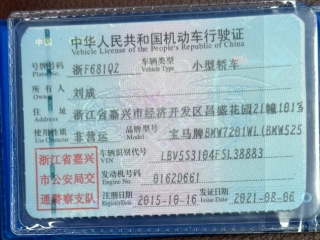 中华人民共和国机动车行驶证
Vehicle License of the People's Republic of China
号牌号码 浙F681QZ 车辆类型 小型轿车
Plate No. Vehicle Type
所有人 刘威
Owner
住址 浙江省嘉兴市经济开发区昌盛花园21幢181室
Address
使用性质 非营运 品牌型号 宝马牌BMW7201WL(BMW525
Use Character Model
浙江省嘉兴
市公安局交
通警察支队
车辆识别代号 LBV5S3104FSL38883
VIN
发动机号码 0162D661
Engine No.
注册日期 2015-10-16 发证日期 2021-08-06
Register Date Issue Date